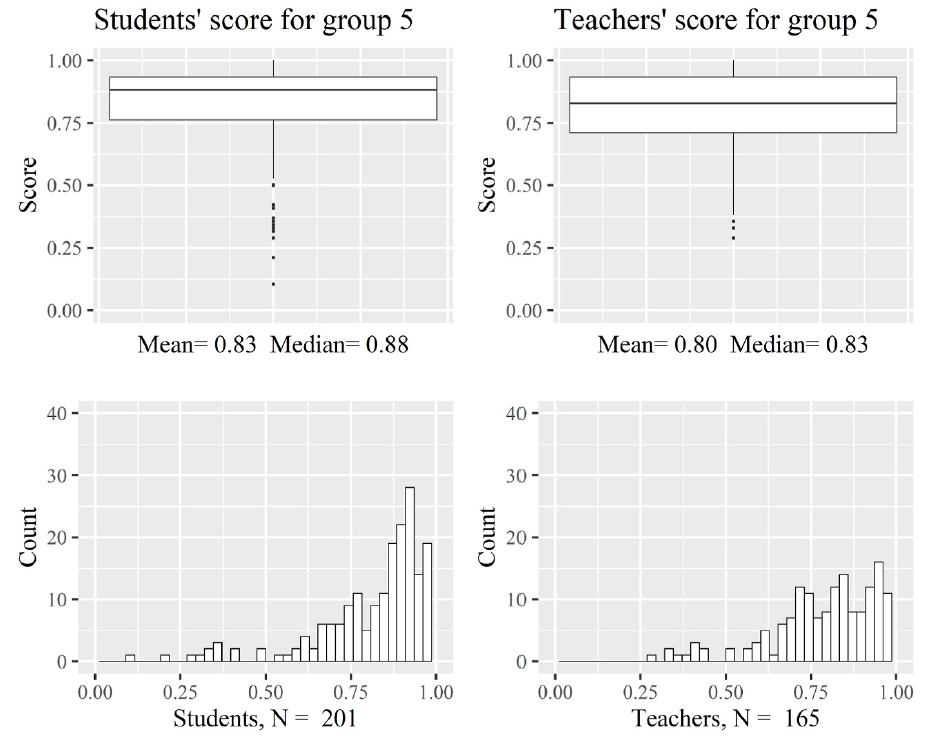 Students' score for group 5
1.00
0.75
0.50
0.25
0.00
Score
Mean= 0.83 Median= 0.88
Teachers' score for group 5
1.00
0.75
0.50
0.25
0.00
Score
Mean= 0.80 Median= 0.83
40
30
20
10
0
Count
0.00 0.25 0.50 0.75 1.00
Students, N = 201
40
30
20
10
0
Count
0.00 0.25 0.50 0.75 1.00
Teachers, N = 165